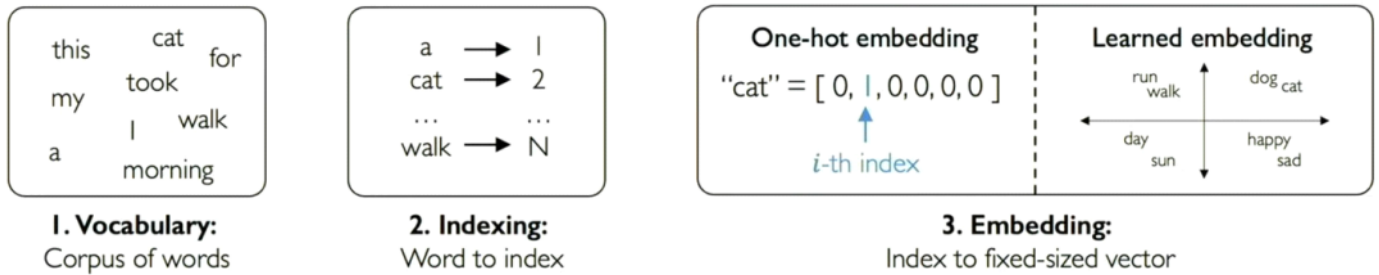 this
cat
for
took
my
I
walk
a
morning
1. Vocabulary:
Corpus of words
a → 1
cat → 2
... ...
walk → N
2. Indexing:
Word to index
One-hot embedding
"cat" = [ 0, 1, 0, 0, 0, 0 ]
i-th index
Learned embedding
run
walk
dog
cat
day
sun
happy
sad
3. Embedding:
Index to fixed-sized vector